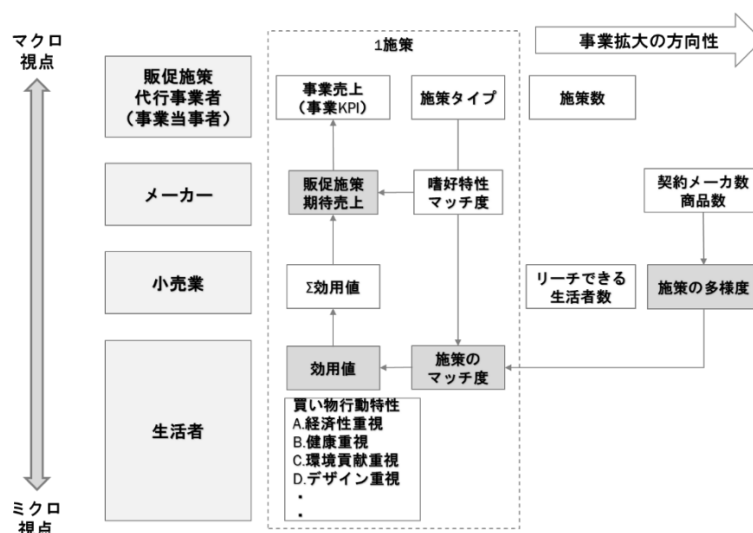 マクロ
視点
1施策
事業拡大の方向性
販促施策
代行事業者
（事業当事者）
事業売上
（事業KPI）
施策タイプ
施策数
メーカー
販促施策
期待売上
嗜好特性
マッチ度
契約メーカ数
商品数
小売業
Σ効用値
リーチできる
生活者数
施策の多様度
生活者
効用値
施策の
マッチ度
買い物行動特性
A.経済性重視
B.健康重視
C.環境貢献重視
D.デザイン重視
・
・
ミクロ
視点